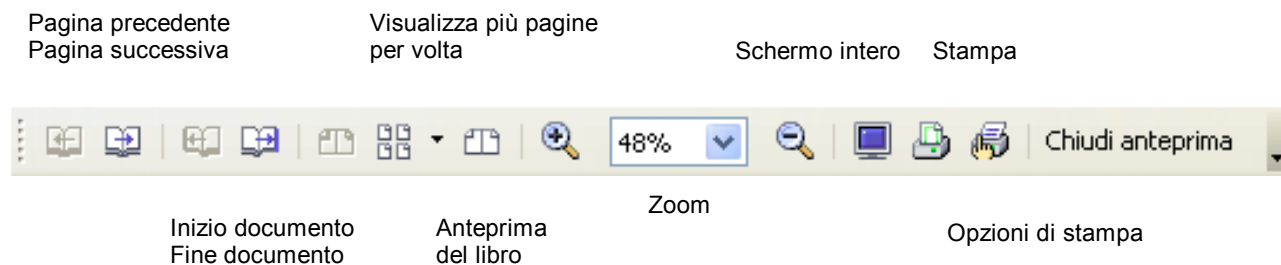 Pagina precedente
Pagina successiva
Visualizza più pagine
per volta
Schermo intero
Stampa
48%
Chiudi anteprima
Inizio documento
Fine documento
Anteprima
del libro
Zoom
Opzioni di stampa